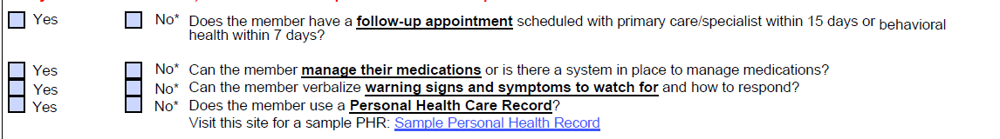 Yes No* Does the member have a follow-up appointment scheduled with primary care/specialist within 15 days or behavioral
health within 7 days?
Yes No* Can the member manage their medications or is there a system in place to manage medications?
Yes No* Can the member verbalize warning signs and symptoms to watch for and how to respond?
Yes No* Does the member use a Personal Health Care Record?
Visit this site for a sample PHR: Sample Personal Health Record